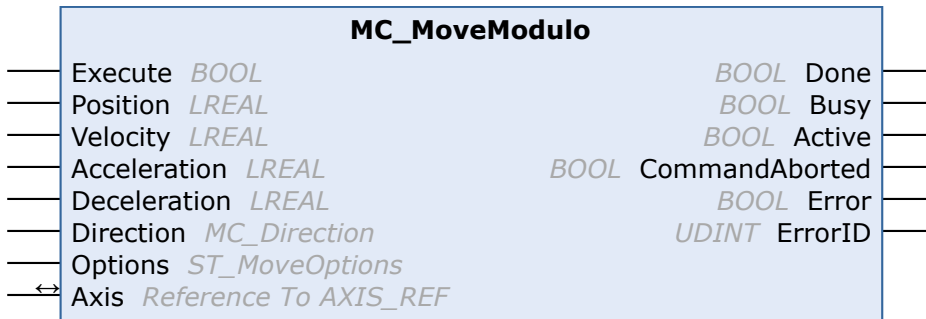 MC_MoveModulo
Execute BOOL BOOL Done
Position LREAL BOOL Busy
Velocity LREAL BOOL Active
Acceleration LREAL BOOL CommandAborted
Deceleration LREAL BOOL Error
Direction MC_Direction UDINT ErrorID
Options ST_MoveOptions
↔ Axis Reference To AXIS_REF